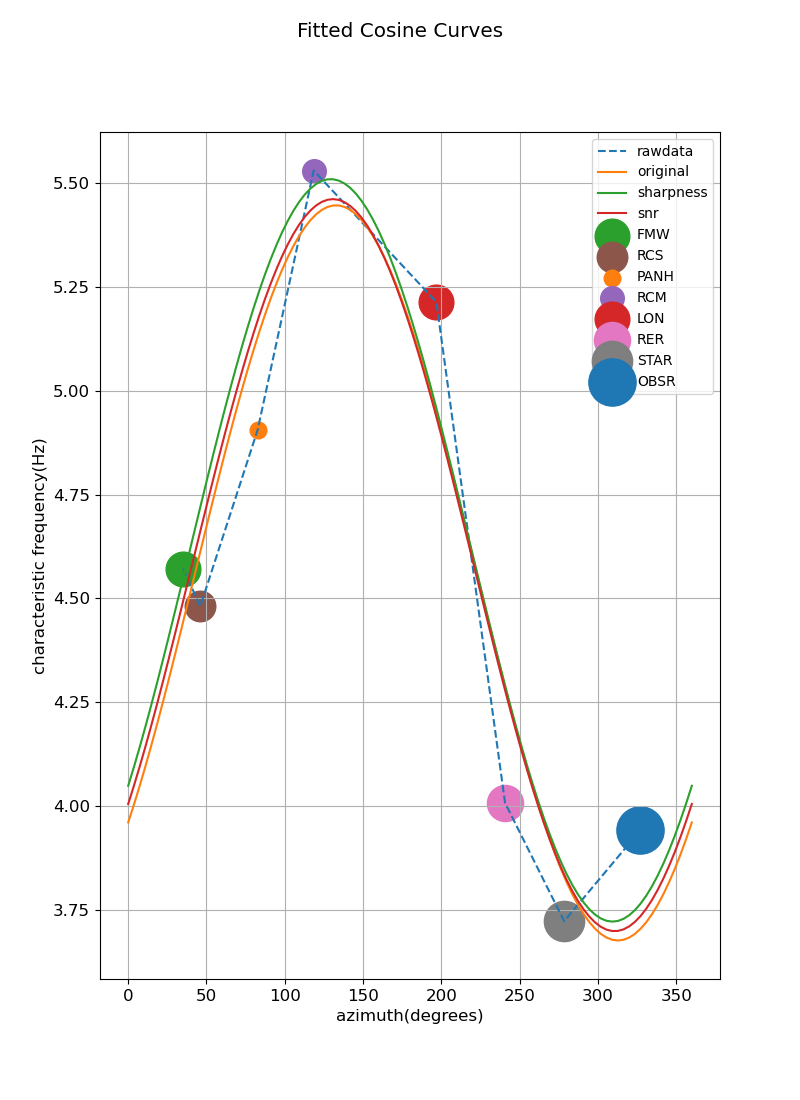 Fitted Cosine Curves
rawdata
original
sharpness
snr
FMW
RCS
PANH
RCM
LON
RER
STAR
OBSR
characteristic frequency(Hz)
5.50
5.25
5.00
4.75
4.50
4.25
4.00
3.75
0 50 100 150 200 250 300 350
azimuth(degrees)